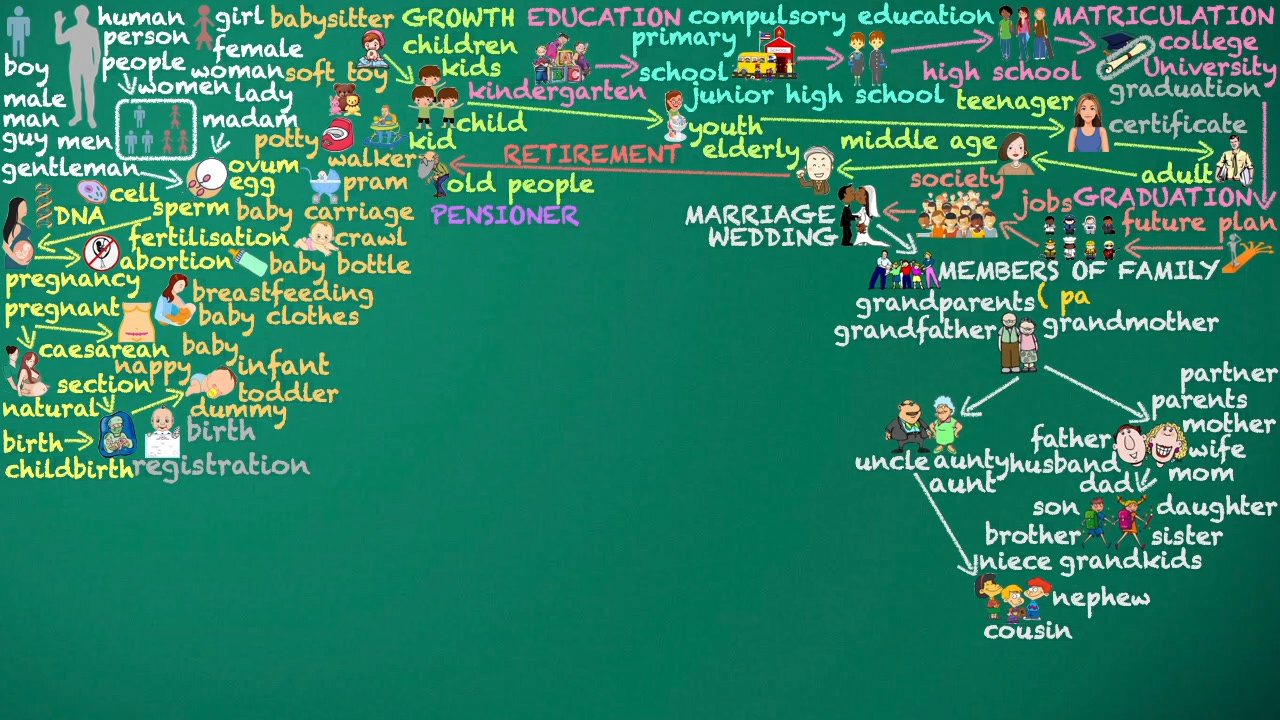 human
person
people
boy
male
man
guy
men
gentleman
girl
female
woman
women
lady
madam
ovum
egg
cell
DNA
sperm
fertilisation
abortion
pregnancy
pregnant
caesarean
section
natural
birth
childbirth
birth
registration
babysitter
soft toy
potty
walker
pram
baby carriage
crawl
baby bottle
breastfeeding
baby clothes
baby
nappy
infant
toddler
dummy
GROWTH
children
kids
child
kid
EDUCATION
kindergarten
compulsory education
primary
school
junior high school
high school
MATRICULATION
college
University
graduation
certificate
youth
teenager
middle age
elderly
adult
RETIREMENT
old people
PENSIONER
GRADUATION
future plan
jobs
society
MARRIAGE
WEDDING
MEMBERS OF FAMILY
( pa
grandparents
grandfather
grandmother
uncle
aunty
aunt
partner
parents
mother
father
wife
husband
mom
dad
son
daughter
brother
sister
niece
grandkids
nephew
cousin